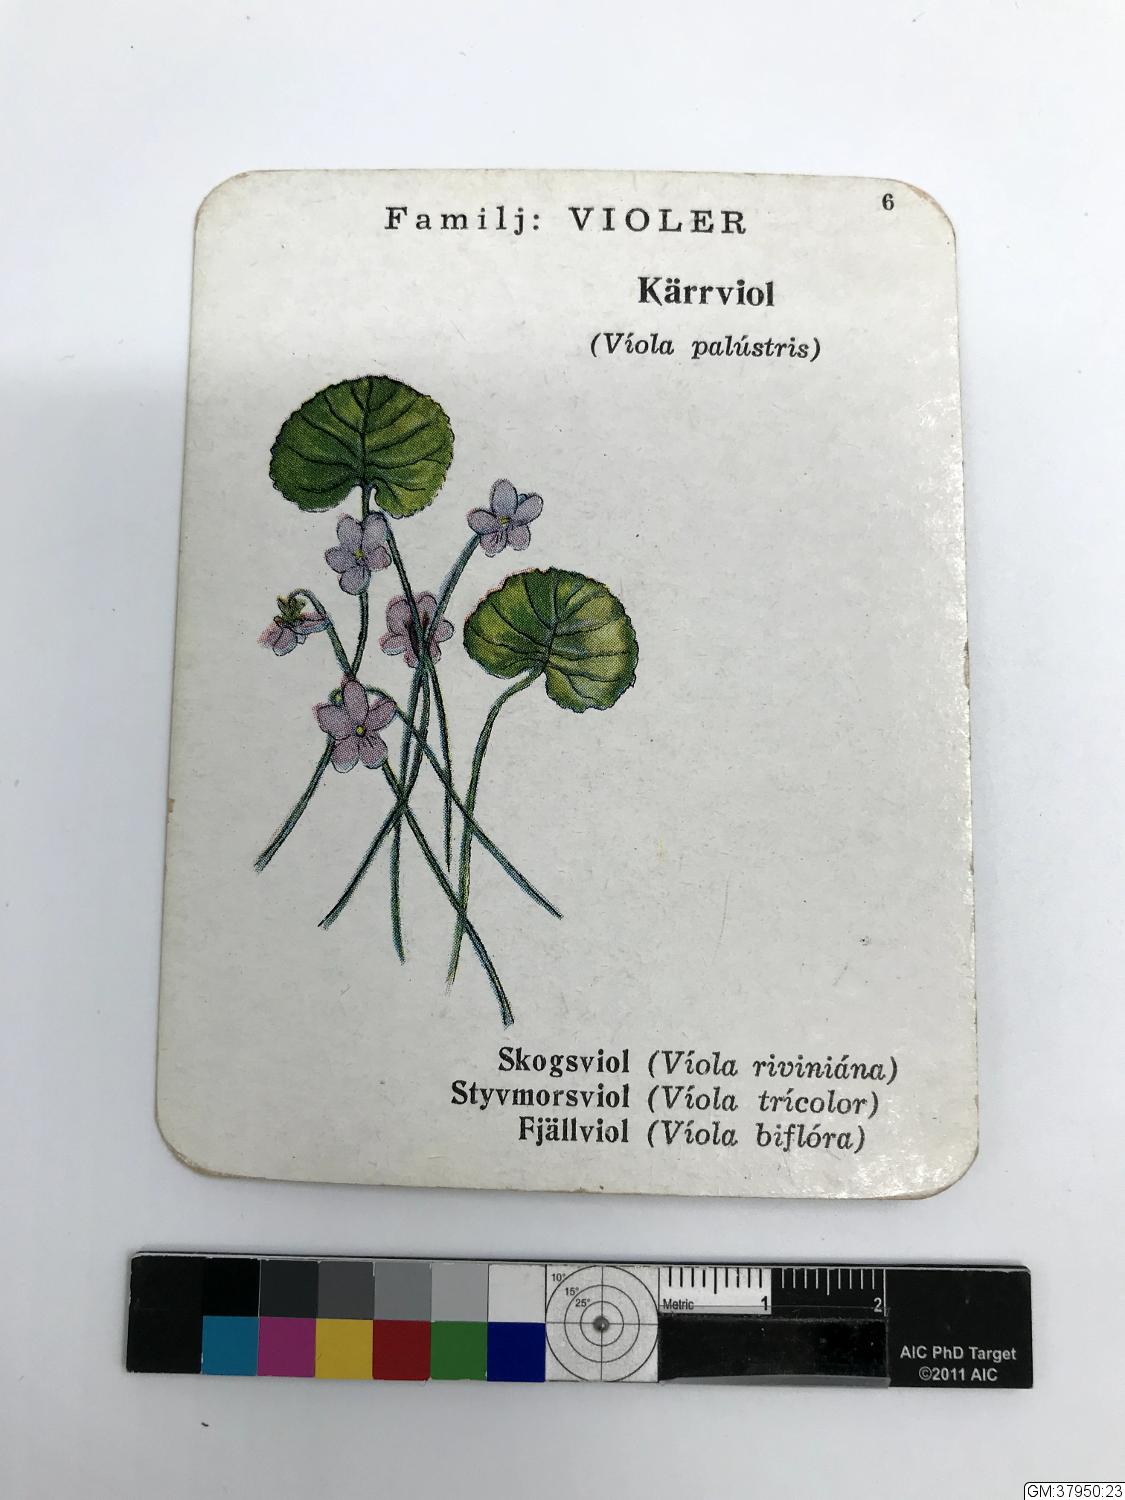 6
Familj: VIOLER
Kärrviol
(Víola palústris)
Skogsviol (Víola riviniána)
Styvmorsviol (Víola trícolor)
Fjällviol (Víola biflóra)
10°
15°
25°
Metric 1 2
AIC PhD Target
©2011 AIC
GM:37950:23